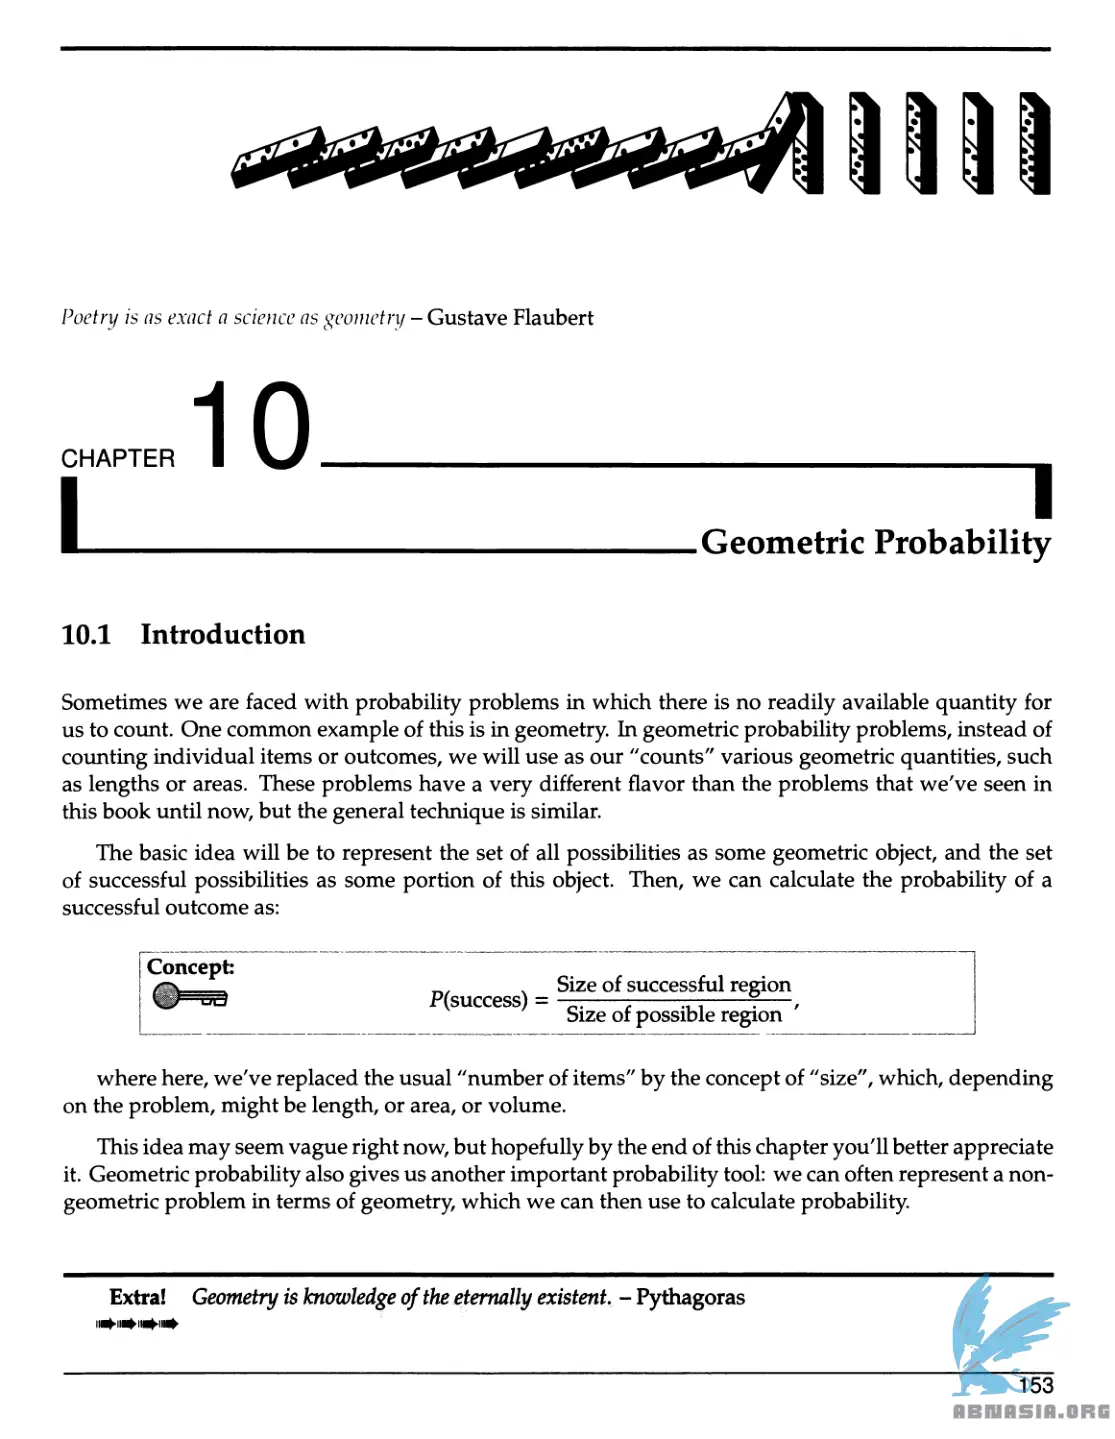 Poetry is as exact a science as geometry – Gustave Flaubert
CHAPTER 10
Geometric Probability
10.1 Introduction
Sometimes we are faced with probability problems in which there is no readily available quantity for
us to count. One common example of this is in geometry. In geometric probability problems, instead of
counting individual items or outcomes, we will use as our "counts" various geometric quantities, such
as lengths or areas. These problems have a very different flavor than the problems that we've seen in
this book until now, but the general technique is similar.
The basic idea will be to represent the set of all possibilities as some geometric object, and the set
of successful possibilities as some portion of this object. Then, we can calculate the probability of a
successful outcome as:
Concept:
P(success) = Size of successful region / Size of possible region ,
where here, we've replaced the usual "number of items" by the concept of "size", which, depending
on the problem, might be length, or area, or volume.
This idea may seem vague right now, but hopefully by the end of this chapter you'll better appreciate
it. Geometric probability also gives us another important probability tool: we can often represent a non-
geometric problem in terms of geometry, which we can then use to calculate probability.
Extra! Geometry is knowledge of the eternally existent. – Pythagoras
153
ABNASIA.ORG